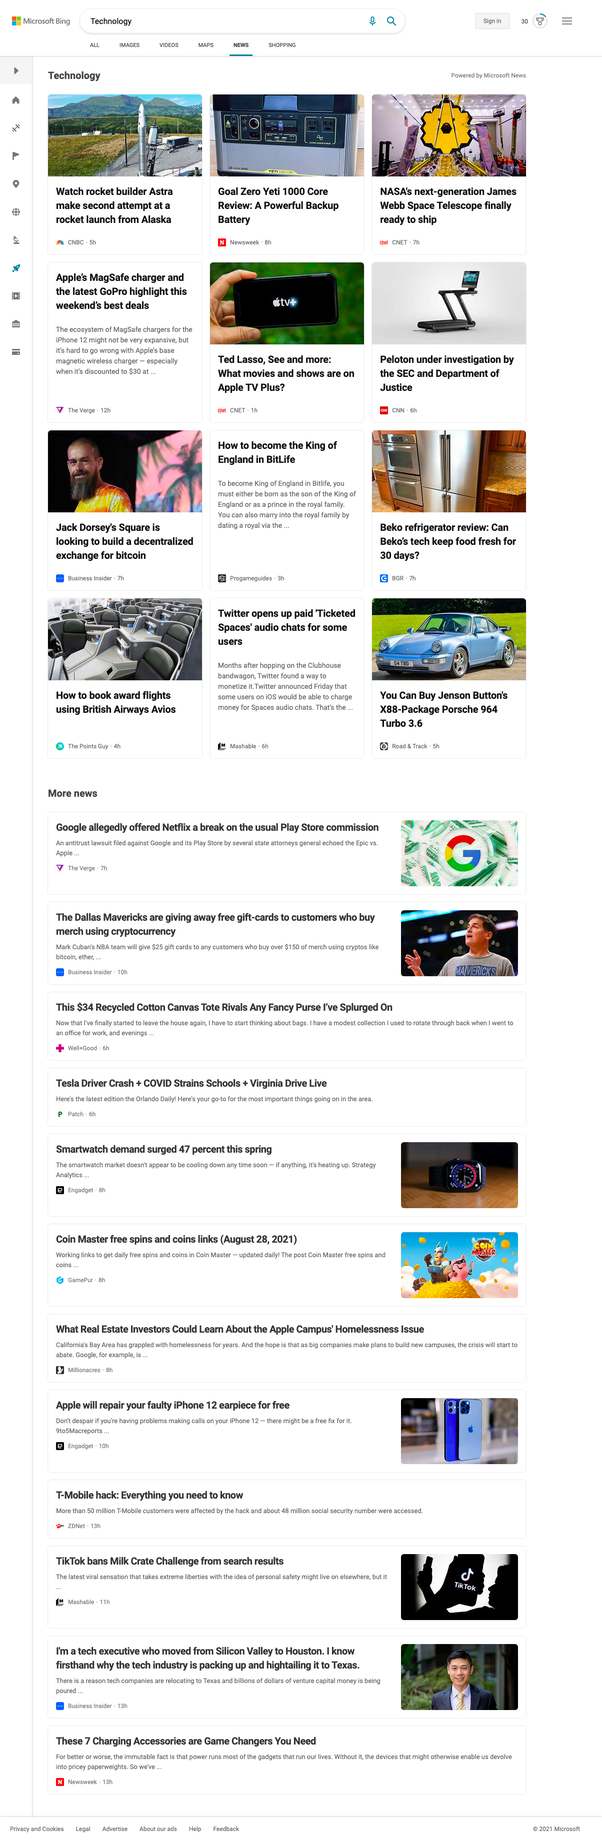 Microsoft Bing
Technology
Sign in
30
ALL
IMAGES
VIDEOS
MAPS
NEWS
SHOPPING
Technology
Powered by Microsoft News
Watch rocket builder Astra
make second attempt at a
rocket launch from Alaska
CNBC · 5h
YETI
Goal Zero Yeti 1000 Core
Review: A Powerful Backup
Battery
Newsweek · 8h
NASA's next-generation James
Webb Space Telescope finally
ready to ship
CNET · 7h
Apple's MagSafe charger and
the latest GoPro highlight this
weekend's best deals
The ecosystem of MagSafe chargers for the
iPhone 12 might not be very expansive, but
it's hard to go wrong with Apple's base
magnetic wireless charger — especially
when it's discounted to $30 at ...
The Verge · 12h
tv+
Ted Lasso, See and more:
What movies and shows are on
Apple TV Plus?
CNET · 1h
Peloton under investigation by
the SEC and Department of
Justice
CNN · 6h
Jack Dorsey's Square is
looking to build a decentralized
exchange for bitcoin
Business Insider · 7h
How to become the King of
England in BitLife
To become King of England in Bitlife, you
must either be born as the son of the King of
England or as a prince in the royal family.
You can also marry into the royal family by
dating a royal via the ...
Progameguides · 3h
Beko refrigerator review: Can
Beko's tech keep food fresh for
30 days?
BGR · 7h
How to book award flights
using British Airways Avios
The Points Guy · 4h
Twitter opens up paid 'Ticketed
Spaces' audio chats for some
users
Months after hopping on the Clubhouse
bandwagon, Twitter found a way to
monetize it.Twitter announced Friday that
some users on iOS would be able to charge
money for Spaces audio chats. That's the ...
Mashable · 6h
G4 TBO
You Can Buy Jenson Button's
X88-Package Porsche 964
Turbo 3.6
Road & Track · 5h
More news
Google allegedly offered Netflix a break on the usual Play Store commission
An antitrust lawsuit filed against Google and its Play Store by several state attorneys general echoed the Epic vs.
Apple ...
The Verge · 7h
The Dallas Mavericks are giving away free gift-cards to customers who buy
merch using cryptocurrency
Mark Cuban's NBA team will give $25 gift cards to any customers who buy over $150 of merch using cryptos like
bitcoin, ether, ...
Business Insider · 10h
MAVERICKS
This $34 Recycled Cotton Canvas Tote Rivals Any Fancy Purse I've Splurged On
Now that I've finally started to leave the house again, I have to start thinking about bags. I have a modest collection I used to rotate through back when I went to
an office for work, and evenings ...
Well+Good · 6h
Tesla Driver Crash + COVID Strains Schools + Virginia Drive Live
Here's the latest edition the Orlando Daily! Here's your go-to for the most important things going on in the area.
Patch · 6h
Smartwatch demand surged 47 percent this spring
The smartwatch market doesn't appear to be cooling down any time soon — if anything, it's heating up. Strategy
Analytics ...
Engadget · 8h
Coin Master free spins and coins links (August 28, 2021)
Working links to get daily free spins and coins in Coin Master — updated daily! The post Coin Master free spins and
coins ...
GamePur · 8h
COIN
MASTER
What Real Estate Investors Could Learn About the Apple Campus' Homelessness Issue
California's Bay Area has grappled with homelessness for years. And the hope is that as big companies make plans to build new campuses, the crisis will start to
abate. Google, for example, is ...
Millionacres · 8h
Apple will repair your faulty iPhone 12 earpiece for free
Don't despair if you're having problems making calls on your iPhone 12 — there might be a free fix for it.
9to5Macreports ...
Engadget · 10h
T-Mobile hack: Everything you need to know
More than 50 million T-Mobile customers were affected by the hack and about 48 million social security number were accessed.
ZDNet · 13h
TikTok bans Milk Crate Challenge from search results
The latest viral sensation that takes extreme liberties with the idea of personal safety might live on elsewhere, but it
...
Mashable · 11h
TikTok
I'm a tech executive who moved from Silicon Valley to Houston. I know
firsthand why the tech industry is packing up and hightailing it to Texas.
There is a reason tech companies are relocating to Texas and billions of dollars of venture capital money is being
poured ...
Business Insider · 13h
These 7 Charging Accessories are Game Changers You Need
For better or worse, the immutable fact is that power runs most of the gadgets that run our lives. Without it, the devices that might otherwise enable us devolve
into pricey paperweights. So we've ...
Newsweek · 13h
Privacy and Cookies
Legal
Advertise
About our ads
Help
Feedback
© 2021 Microsoft